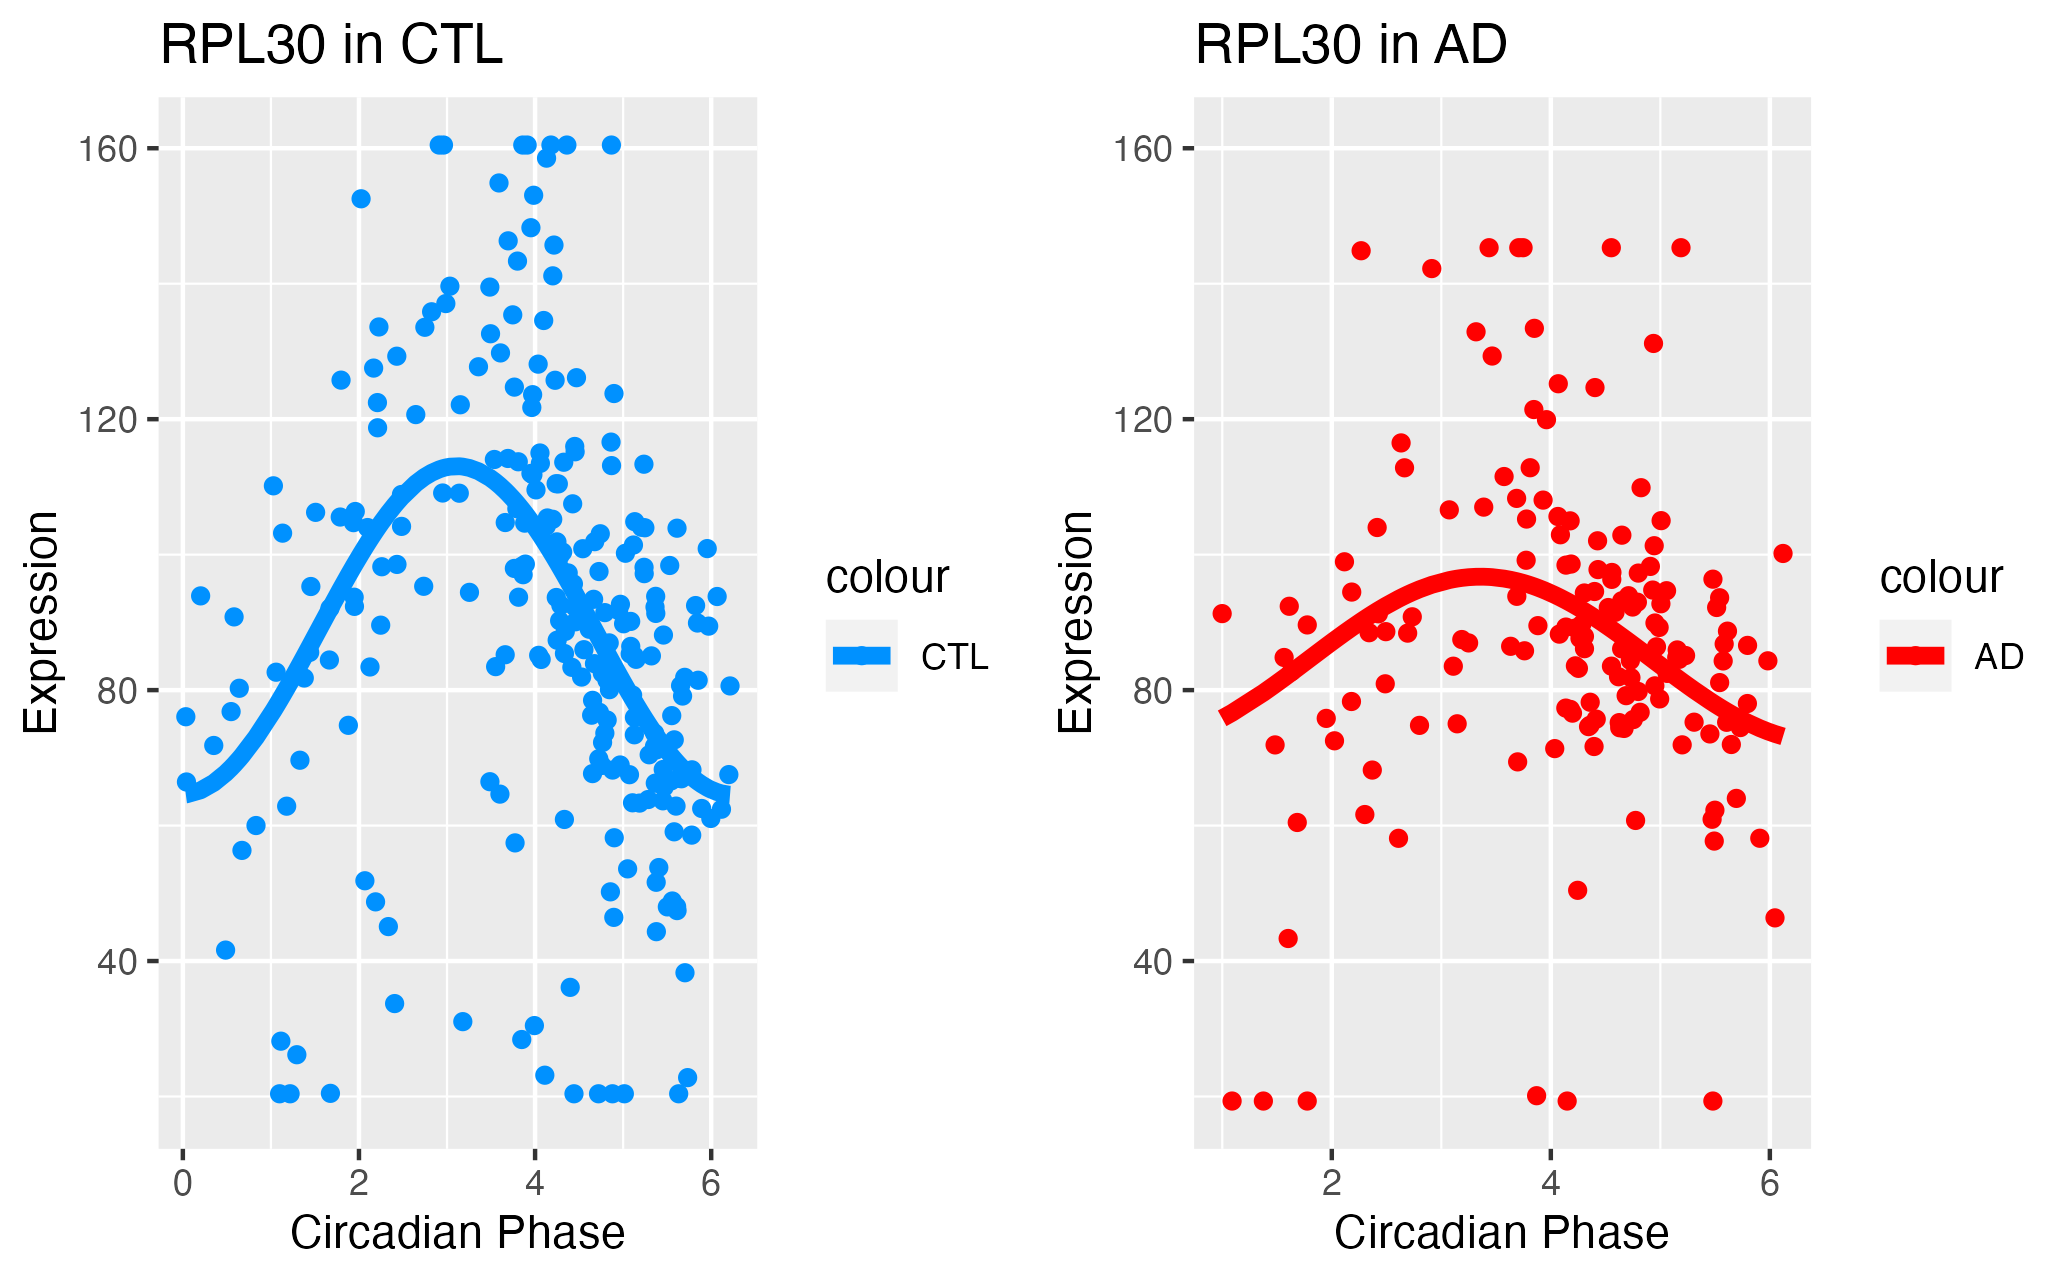 RPL30 in CTL
160
120
80
40
Expression
0 2 4 6
Circadian Phase
colour
CTL
RPL30 in AD
160
120
80
40
Expression
2 4 6
Circadian Phase
colour
AD